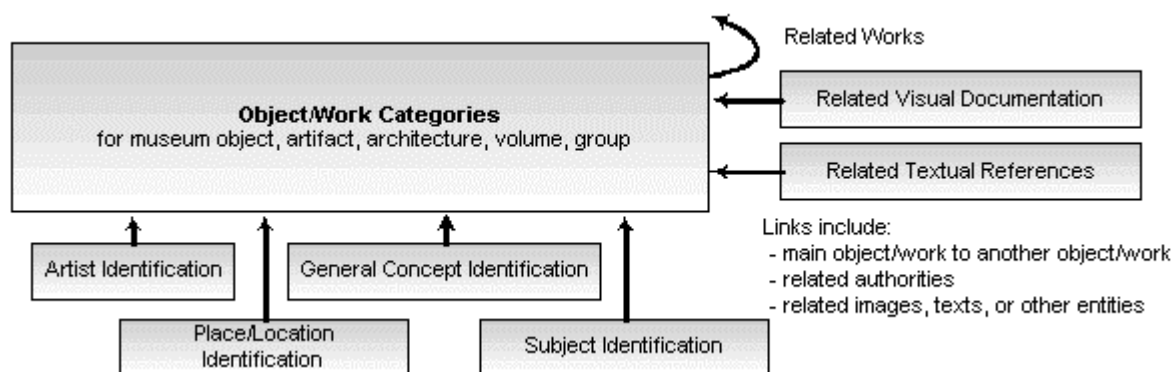 Related Works
Object/Work Categories
for museum object, artifact, architecture, volume, group
Related Visual Documentation
Related Textual References
Links include:
- main object/work to another object/work
- related authorities
- related images, texts, or other entities
Artist Identification
General Concept Identification
Place/Location
Identification
Subject Identification